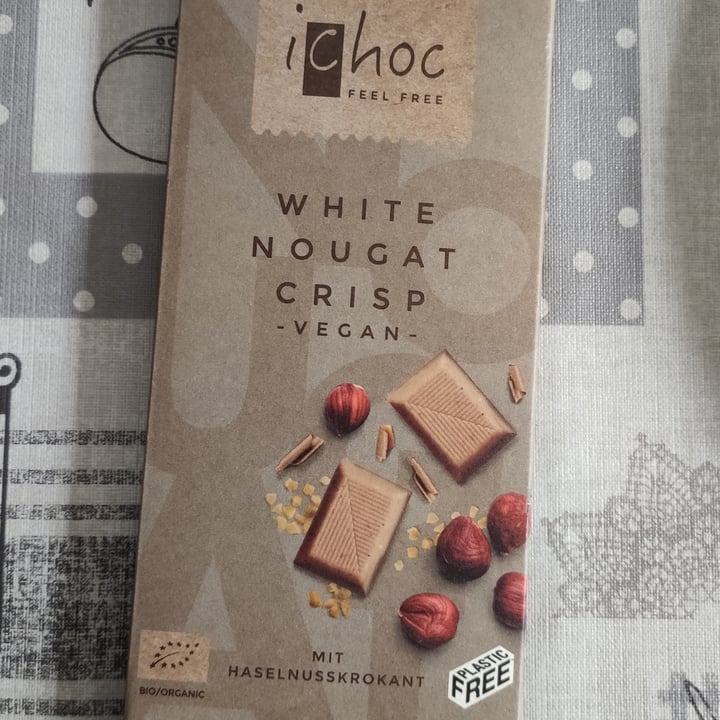 ichoc
FEEL FREE
WHITE
NOUGAT
CRISP
-VEGAN-
MIT
HASELNUSSKROKANT
BIO/ORGANIC
PLASTIC
FREE